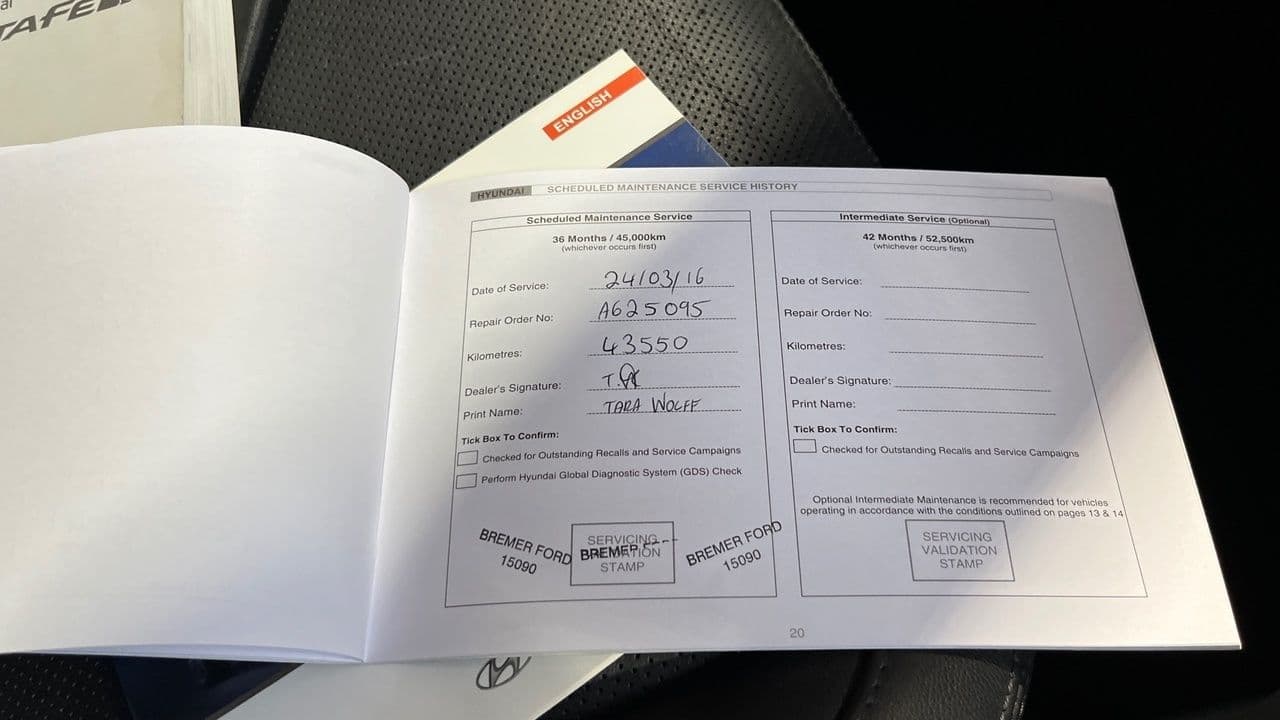 TAFE
ENGLISH
HYUNDAI SCHEDULED MAINTENANCE SERVICE HISTORY
Scheduled Maintenance Service
36 Months / 45,000km
(whichever occurs first)
Date of Service: 24/03/16
Repair Order No: A625095
Kilometres: 43550
Dealer's Signature: T.
Print Name: TARA WOLFF
Tick Box To Confirm:
Checked for Outstanding Recalls and Service Campaigns
Perform Hyundai Global Diagnostic System (GDS) Check
BREMER FORD
15090
SERVICING
BREMER
STAMP
BREMER FORD
15090
Intermediate Service (Optional)
42 Months / 52,500km
(whichever occurs first)
Date of Service:
Repair Order No:
Kilometres:
Dealer's Signature:
Print Name:
Tick Box To Confirm:
Checked for Outstanding Recalls and Service Campaigns
Optional Intermediate Maintenance is recommended for vehicles
operating in accordance with the conditions outlined on pages 13 & 14
SERVICING
VALIDATION
STAMP
20